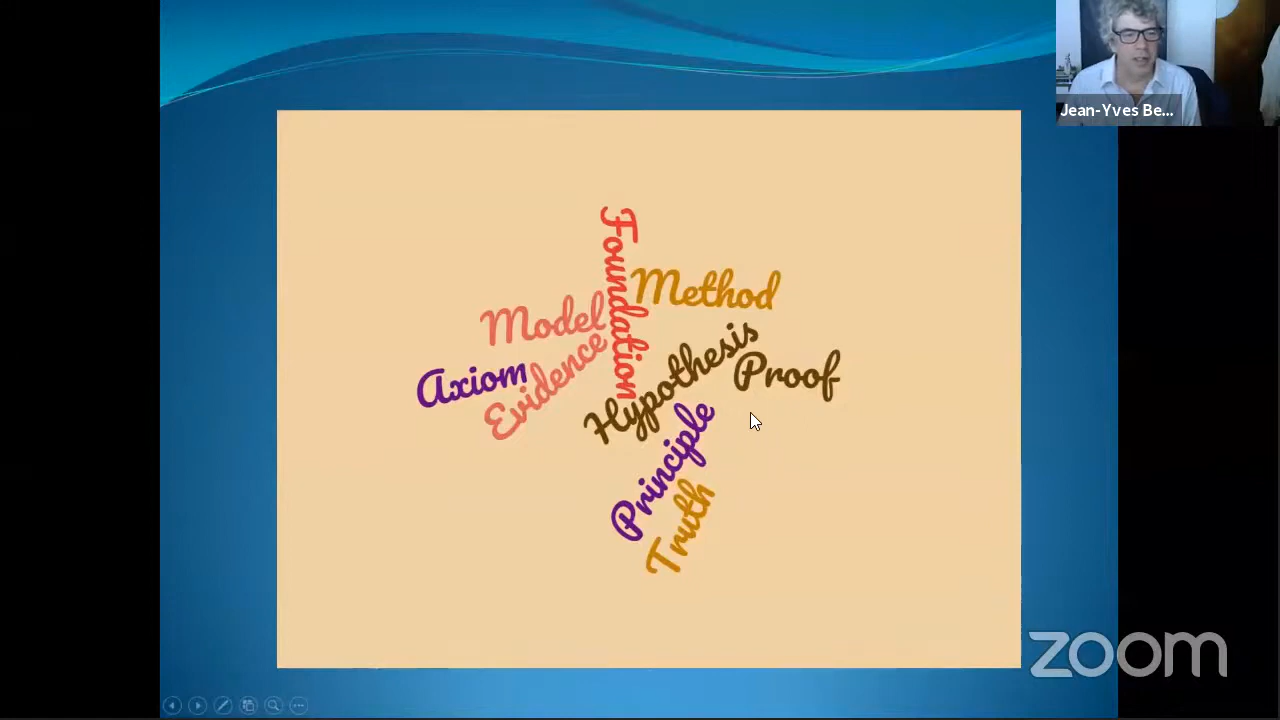 Jean-Yves Be...
Foundation
Method
Model
Hypothesis
Proof
Axiom
Evidence
Principle
Truth
zoom